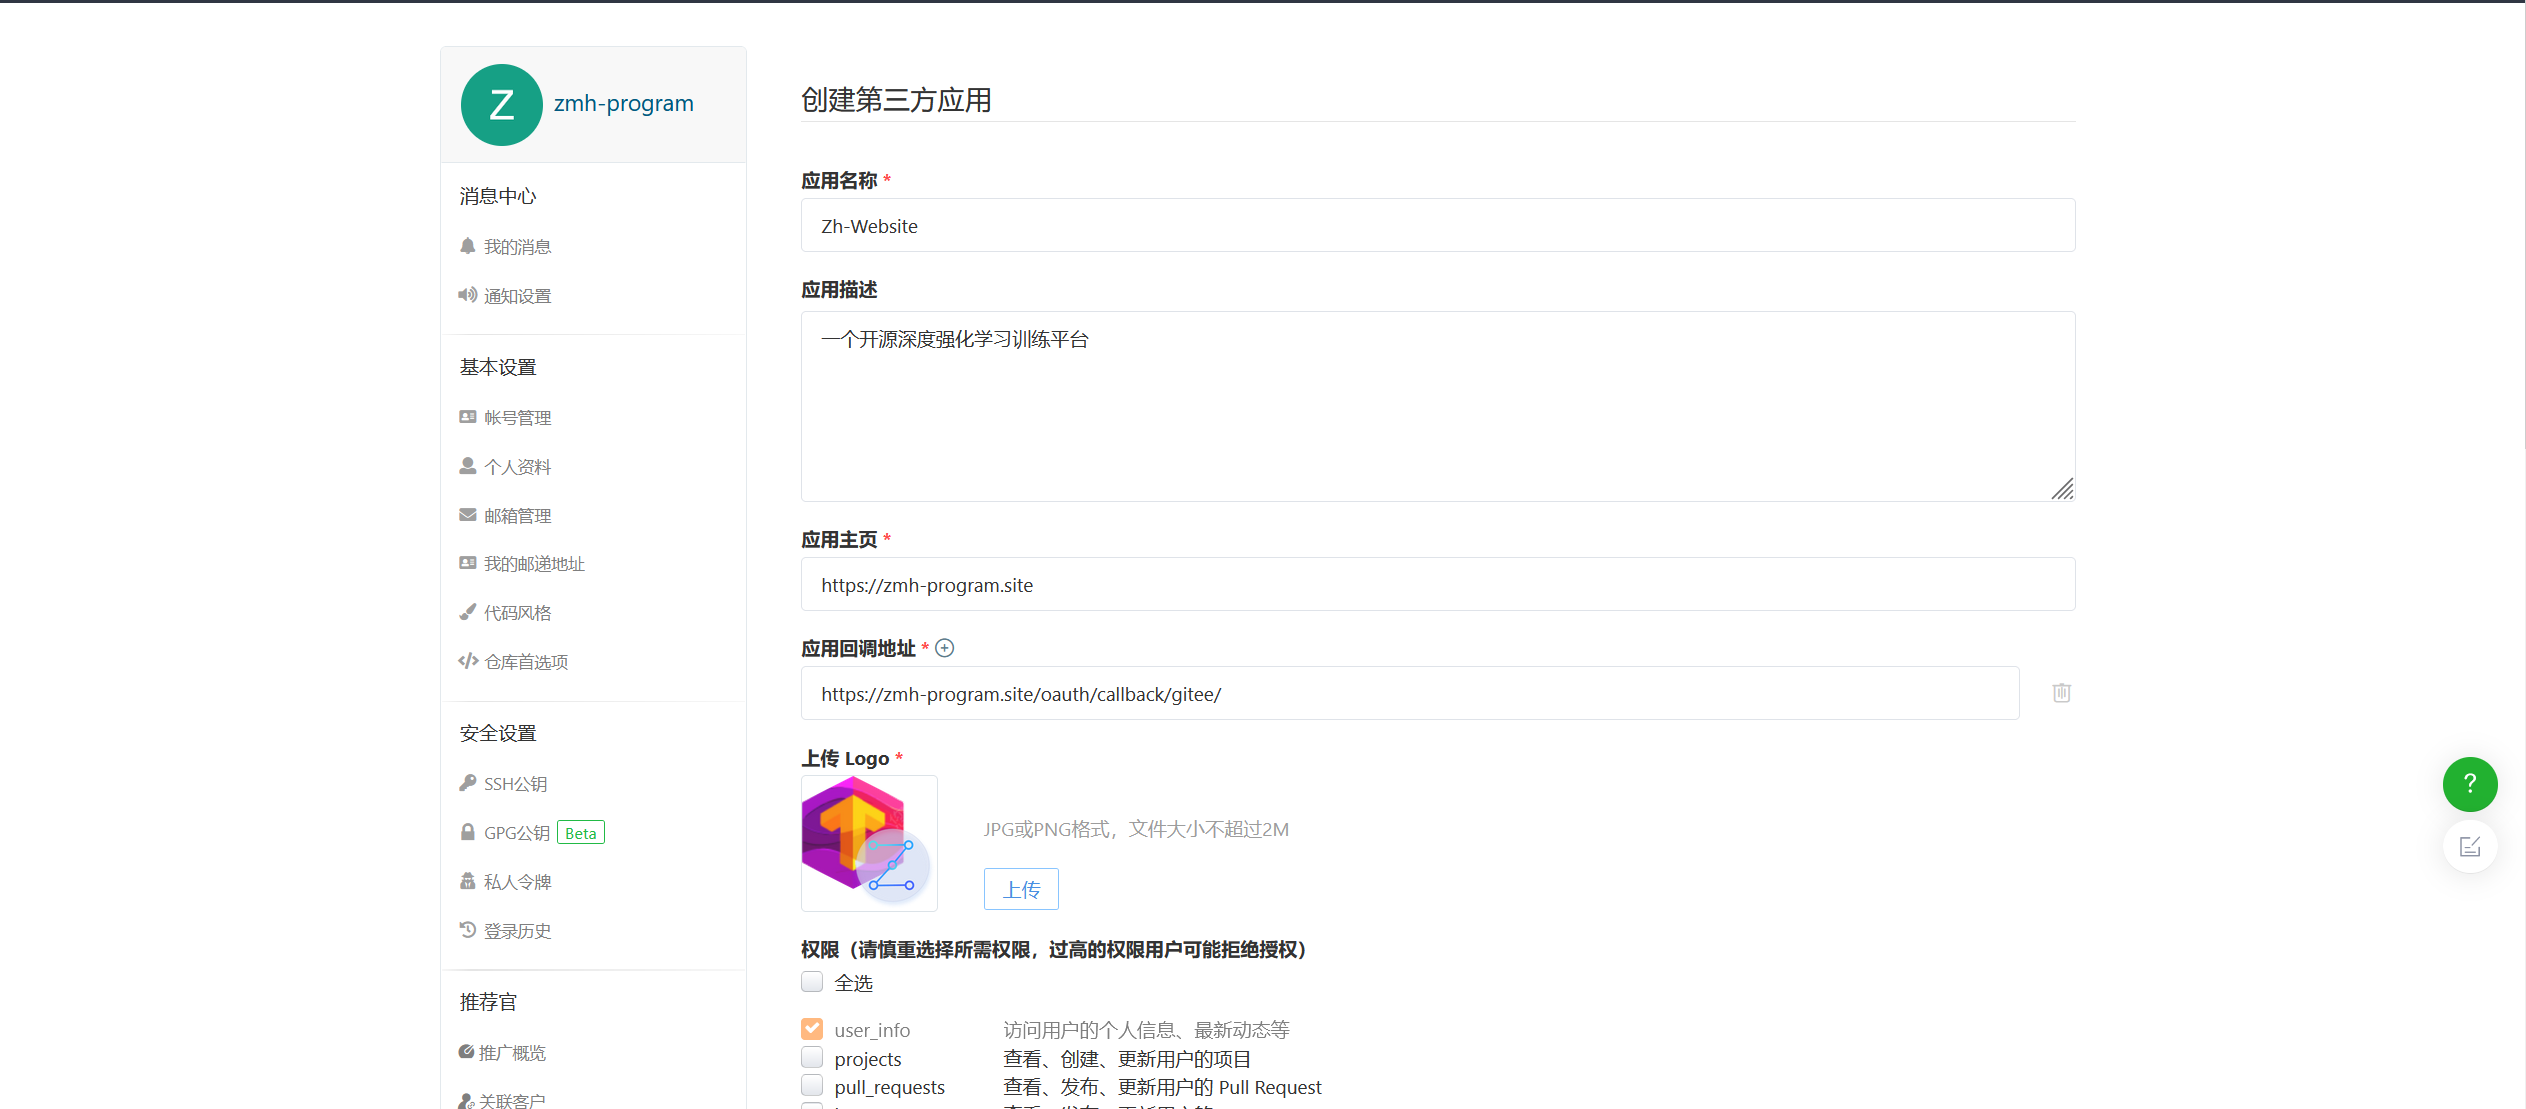 Z
zmh-program
消息中心
我的消息
通知设置
基本设置
帐号管理
个人资料
邮箱管理
我的邮递地址
代码风格
仓库首选项
安全设置
SSH公钥
GPG公钥 Beta
私人令牌
登录历史
推荐官
推广概览
关联客户
创建第三方应用
应用名称 *
Zh-Website
应用描述
一个开源深度强化学习训练平台
应用主页 *
https://zmh-program.site
应用回调地址 *
https://zmh-program.site/oauth/callback/gitee/
上传 Logo *
JPG或PNG格式，文件大小不超过2M
上传
权限（请慎重选择所需权限，过高的权限用户可能拒绝授权）
全选
user_info 访问用户的个人信息、最新动态等
projects 查看、创建、更新用户的项目
pull_requests 查看、发布、更新用户的 Pull Request
?